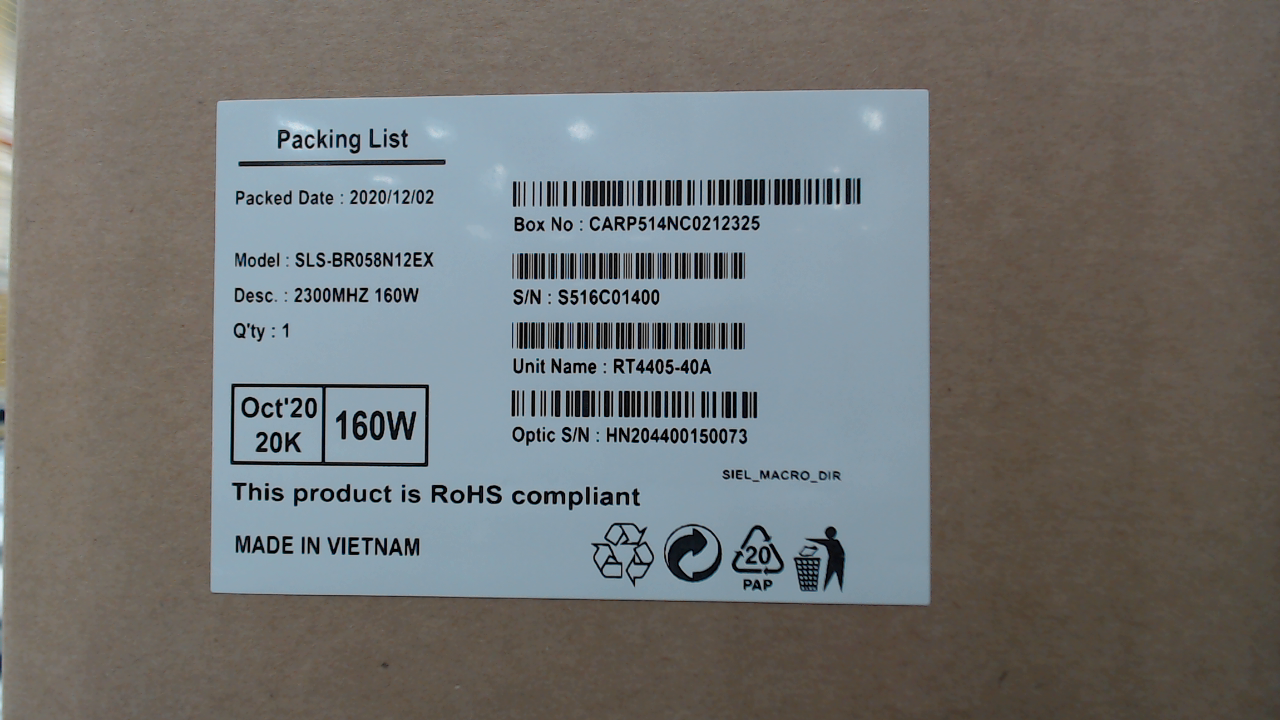 Packing List
Packed Date : 2020/12/02
Box No : CARP514NC0212325
Model : SLS-BR058N12EX
S/N : S516C01400
Desc. : 2300MHZ 160W
Q'ty : 1
Unit Name : RT4405-40A
Oct'20
20K
160W
Optic S/N : HN204400150073
SIEL_MACRO_DIR
This product is RoHS compliant
MADE IN VIETNAM
20
PAP